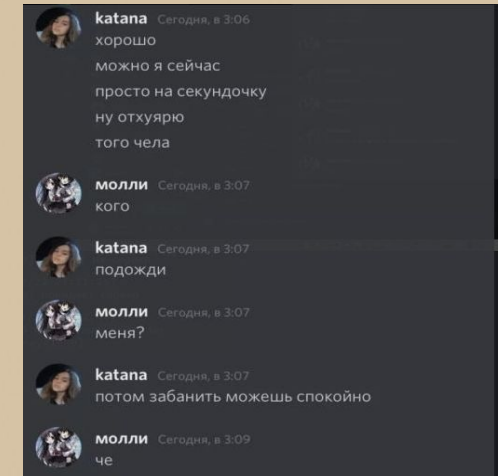 katana Сегодня, в 3:06
хорошо
можно я сейчас
просто на секундочку
ну отхуярю
того чела
молли Сегодня, в 3:07
кого
katana Сегодня, в 3:07
подожди
молли Сегодня, в 3:07
меня?
katana Сегодня, в 3:07
потом забанить можешь спокойно
молли Сегодня, в 3:09
че